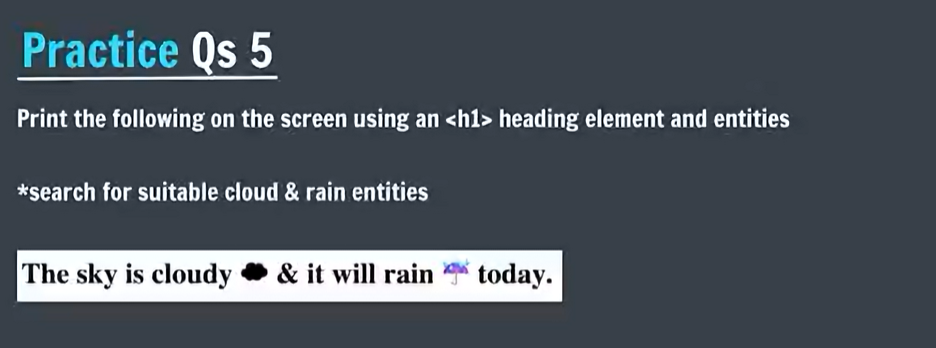 Practice Qs 5
Print the following on the screen using an <h1> heading element and entities
*search for suitable cloud & rain entities
The sky is cloudy ☁ & it will rain ☔ today.